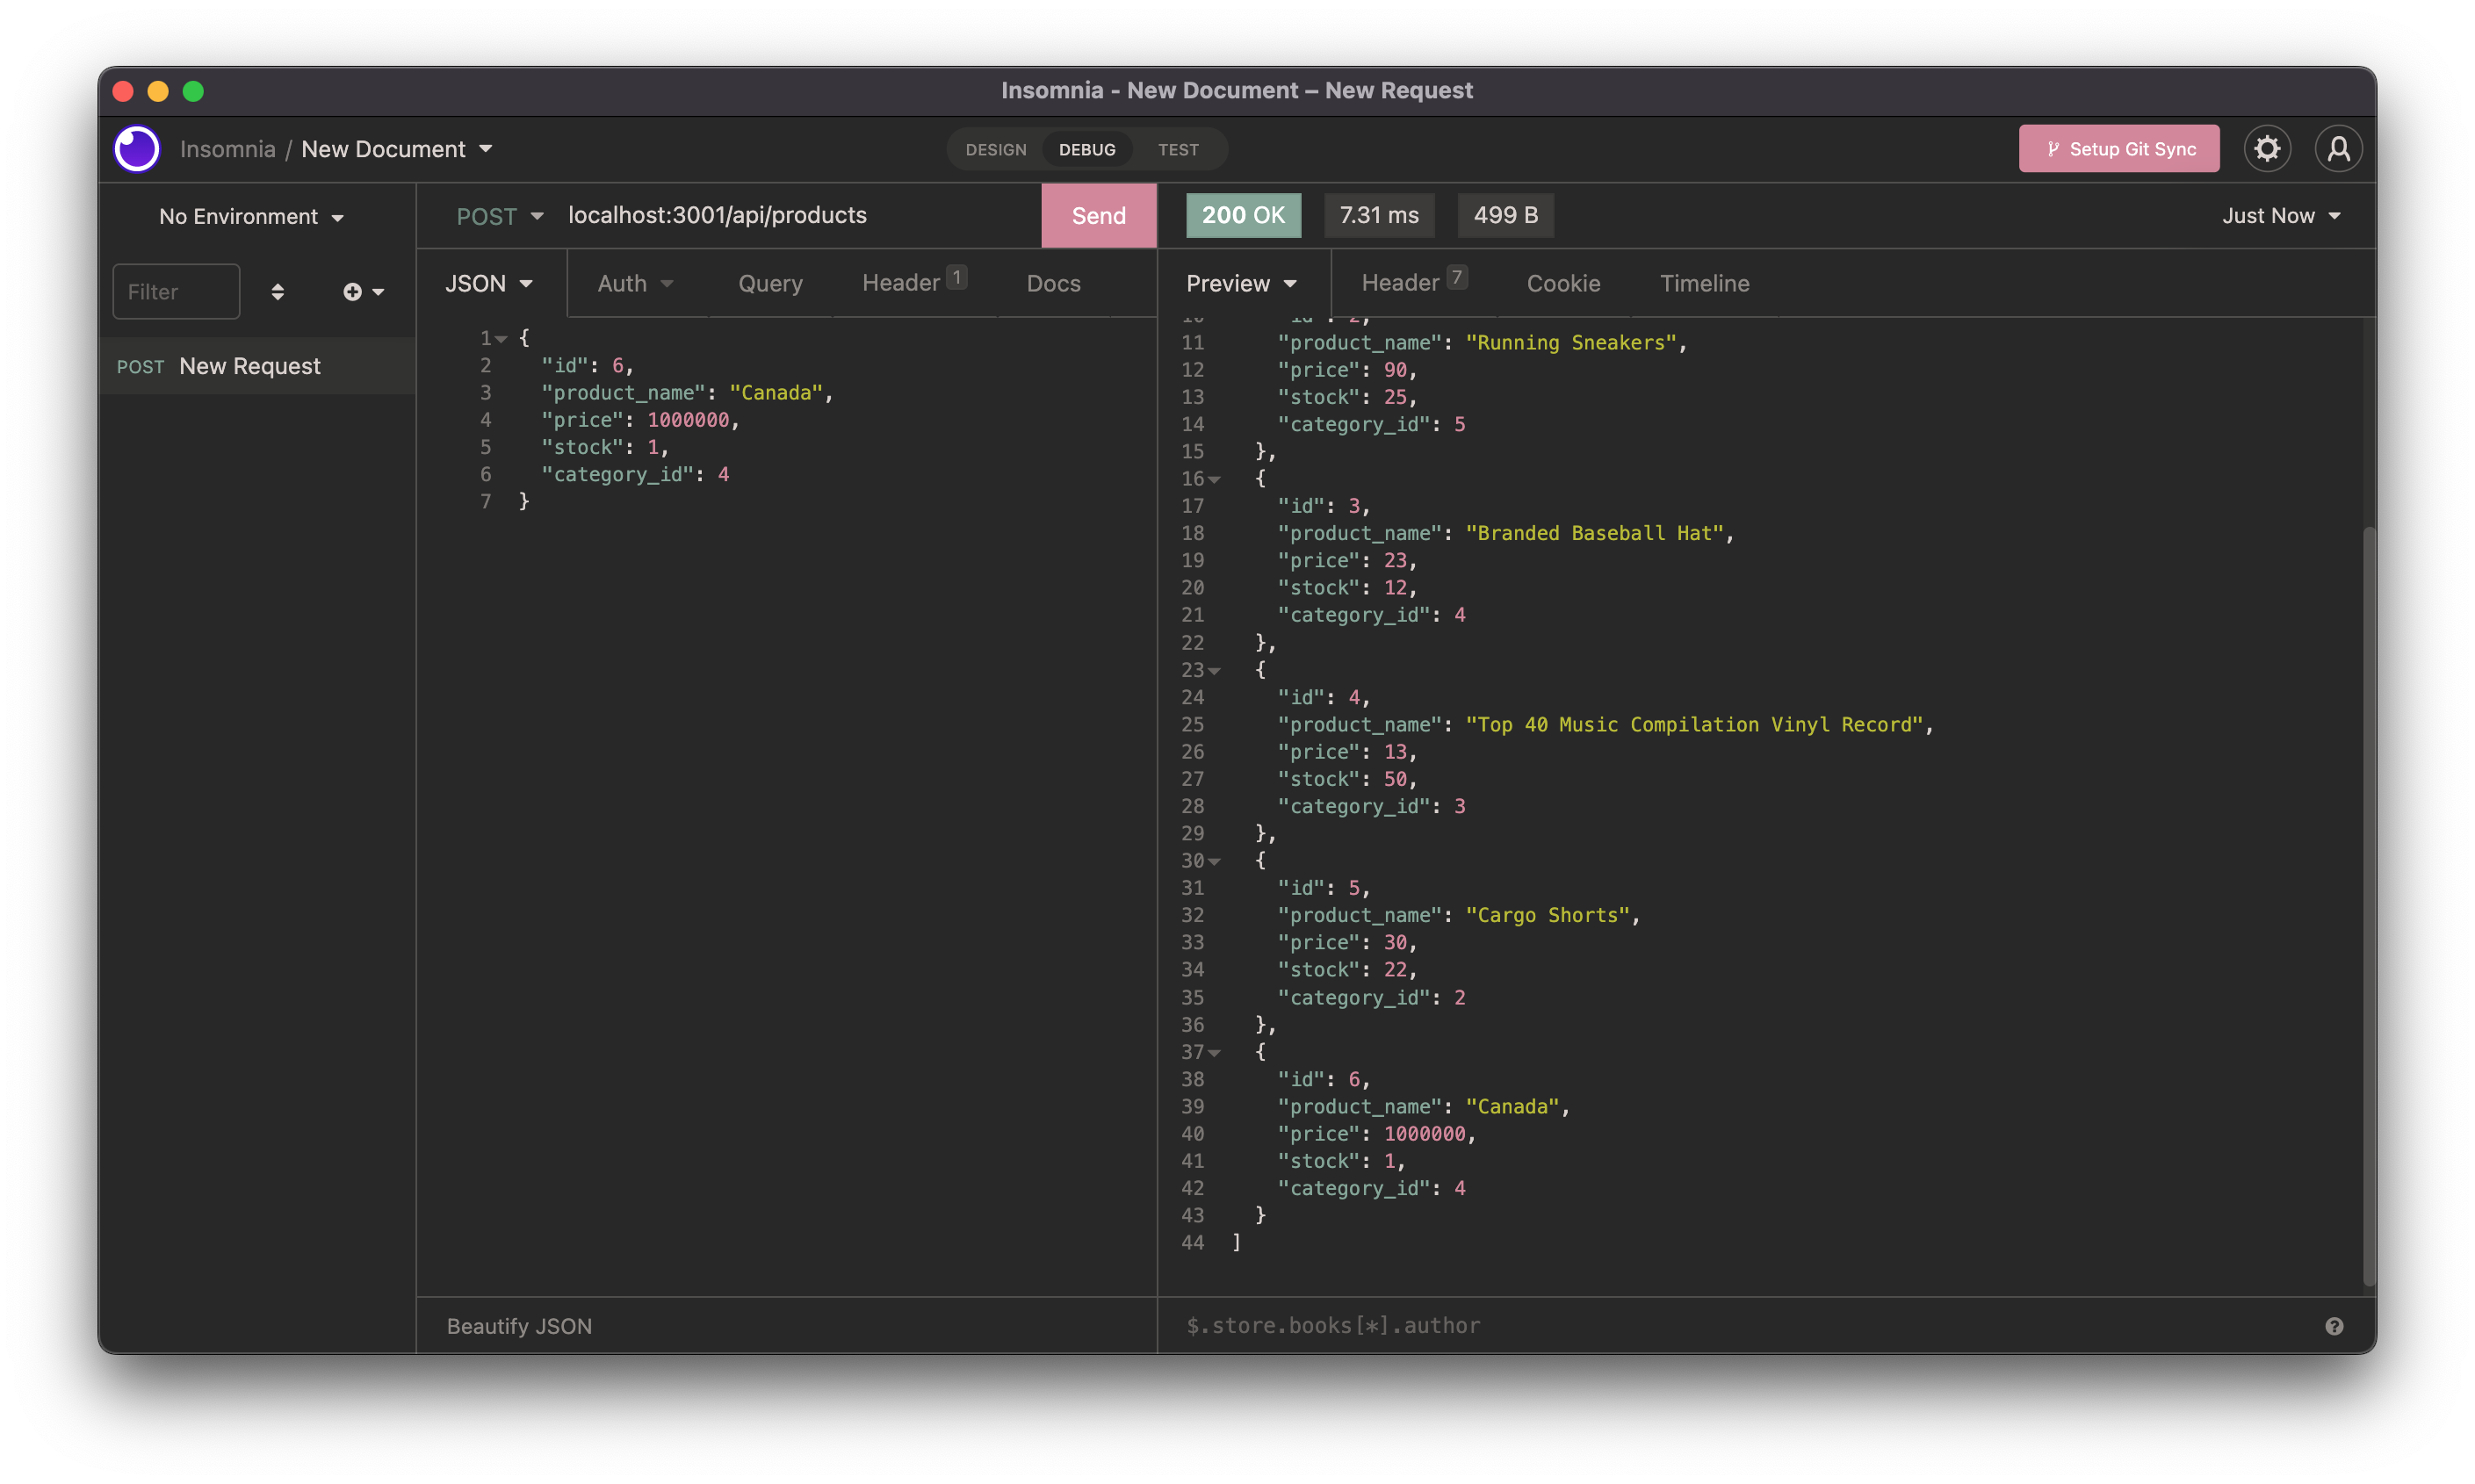 Insomnia - New Document – New Request
Insomnia / New Document
DESIGN DEBUG TEST
Setup Git Sync
No Environment
POST localhost:3001/api/products Send
200 OK 7.31 ms 499 B Just Now
Filter
JSON Auth Query Header 1 Docs
Preview Header 7 Cookie Timeline
POST New Request
1 {
2 "id": 6,
3 "product_name": "Canada",
4 "price": 1000000,
5 "stock": 1,
6 "category_id": 4
7 }
10 "id": 2,
11 "product_name": "Running Sneakers",
12 "price": 90,
13 "stock": 25,
14 "category_id": 5
15 },
16 {
17 "id": 3,
18 "product_name": "Branded Baseball Hat",
19 "price": 23,
20 "stock": 12,
21 "category_id": 4
22 },
23 {
24 "id": 4,
25 "product_name": "Top 40 Music Compilation Vinyl Record",
26 "price": 13,
27 "stock": 50,
28 "category_id": 3
29 },
30 {
31 "id": 5,
32 "product_name": "Cargo Shorts",
33 "price": 30,
34 "stock": 22,
35 "category_id": 2
36 },
37 {
38 "id": 6,
39 "product_name": "Canada",
40 "price": 1000000,
41 "stock": 1,
42 "category_id": 4
43 }
44 ]
Beautify JSON
$.store.books[*].author